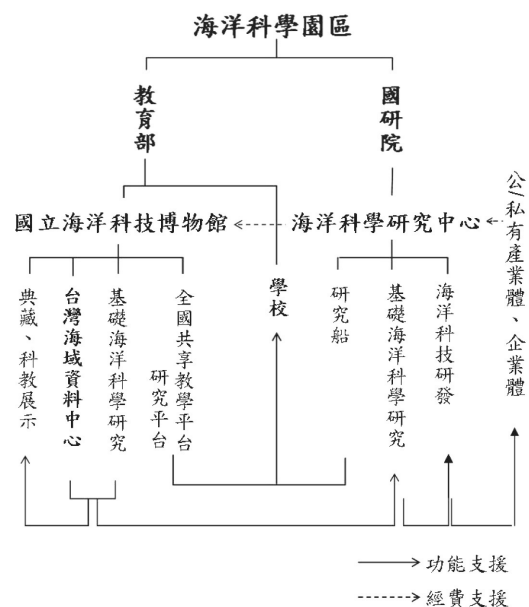 海洋科學園區
教育部
國研院
國立海洋科技博物館
海洋科學研究中心
公/私有產業體、企業體
典藏、科教展示
台灣海域資料中心
基礎海洋科學研究
全國共享教學平台
研究平台
學校
研究船
基礎海洋科學研究
海洋科技研發
功能支援
經費支援